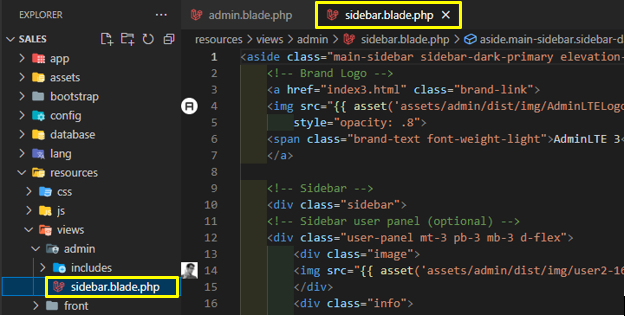 EXPLORER
SALES
app
assets
bootstrap
config
database
lang
resources
css
js
views
admin
includes
sidebar.blade.php
front
admin.blade.php
sidebar.blade.php
resources > views > admin > sidebar.blade.php > aside.main-sidebar.sidebar-d
1 <aside class="main-sidebar sidebar-dark-primary elevation-
2 <!-- Brand Logo -->
3 <a href="index3.html" class="brand-link">
4 <img src="{{ asset('assets/admin/dist/img/AdminLTELogo
5 style="opacity: .8">
6 <span class="brand-text font-weight-light">AdminLTE 3<
7 </a>
8
9 <!-- Sidebar -->
10 <div class="sidebar">
11 <!-- Sidebar user panel (optional) -->
12 <div class="user-panel mt-3 pb-3 mb-3 d-flex">
13 <div class="image">
14 <img src="{{ asset('assets/admin/dist/img/user2-16
15 </div>
16 <div class="info">